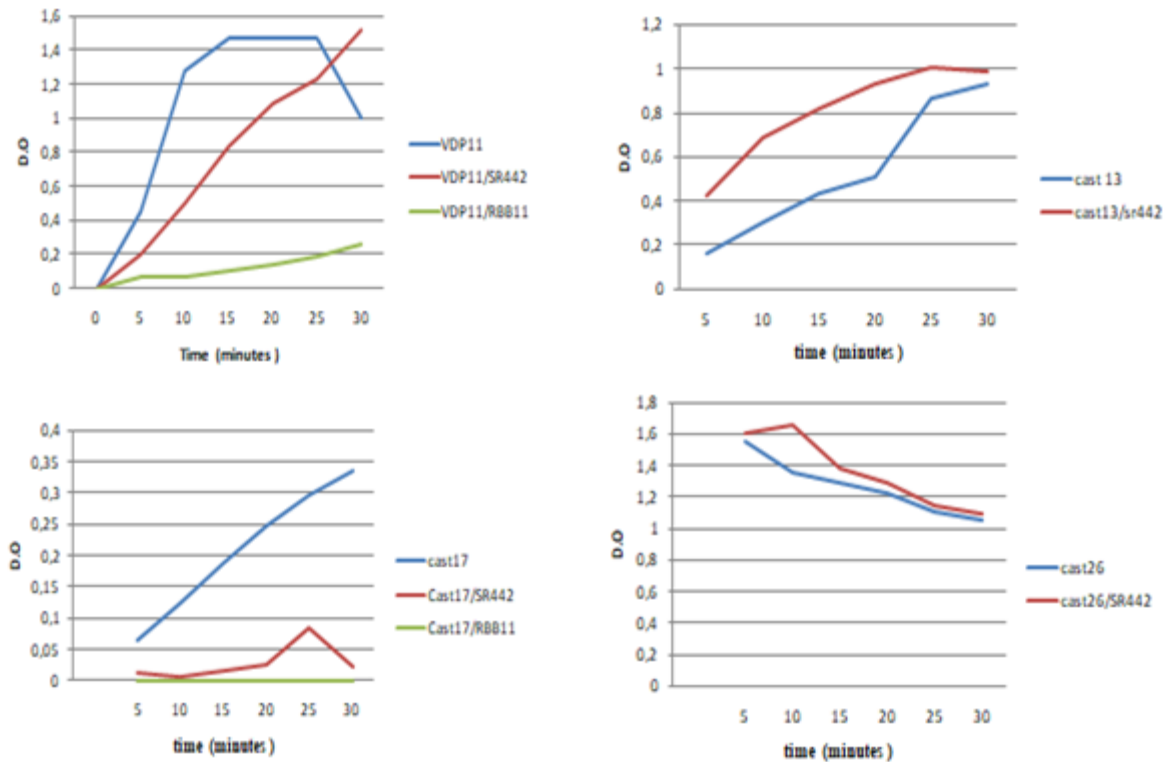 1,6
1,4
1,2
1
0,8
0,6
0,4
0,2
0
D.O
0 5 10 15 20 25 30
Time (minutes )
VDP11
VDP11/SR442
VDP11/RBB11
1,2
1
0,8
0,6
0,4
0,2
0
D.O
5 10 15 20 25 30
time (minutes )
cast 13
cast13/sr442
0,4
0,35
0,3
0,25
0,2
0,15
0,1
0,05
0
D.O
5 10 15 20 25 30
time (minutes )
cast17
Cast17/SR442
Cast17/RBB11
1,8
1,6
1,4
1,2
1
0,8
0,6
0,4
0,2
0
D.O
5 10 15 20 25 30
time (minutes )
cast26
cast26/SR442